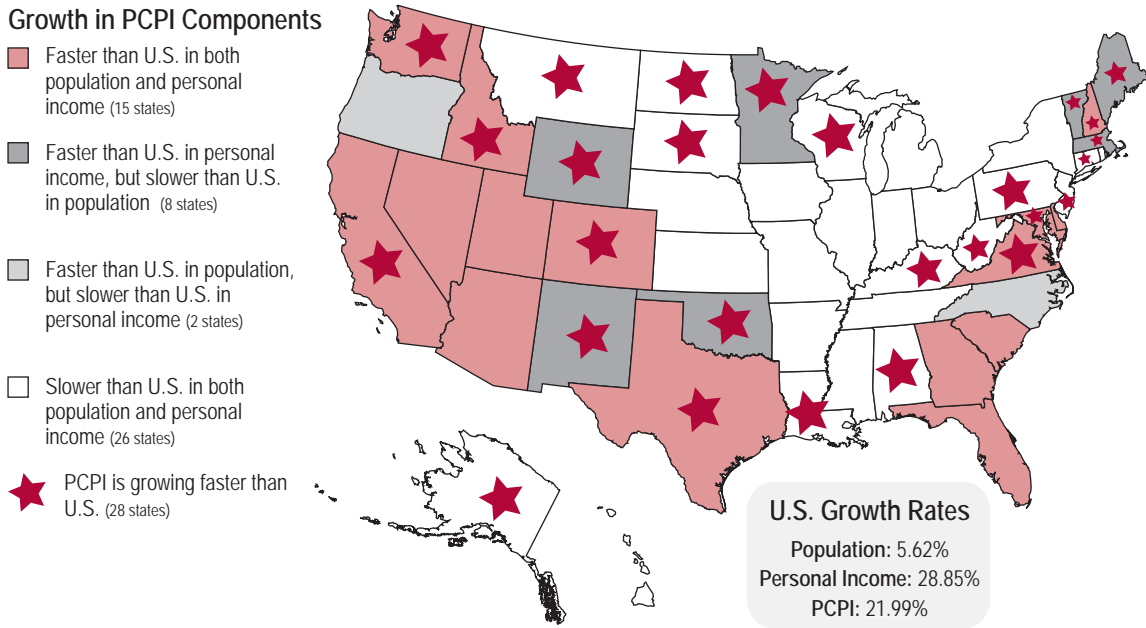 Growth in PCPI Components
Faster than U.S. in both
population and personal
income (15 states)
Faster than U.S. in personal
income, but slower than U.S.
in population (8 states)
Faster than U.S. in population,
but slower than U.S. in
personal income (2 states)
Slower than U.S. in both
population and personal
income (26 states)
PCPI is growing faster than
U.S. (28 states)
U.S. Growth Rates
Population: 5.62%
Personal Income: 28.85%
PCPI: 21.99%